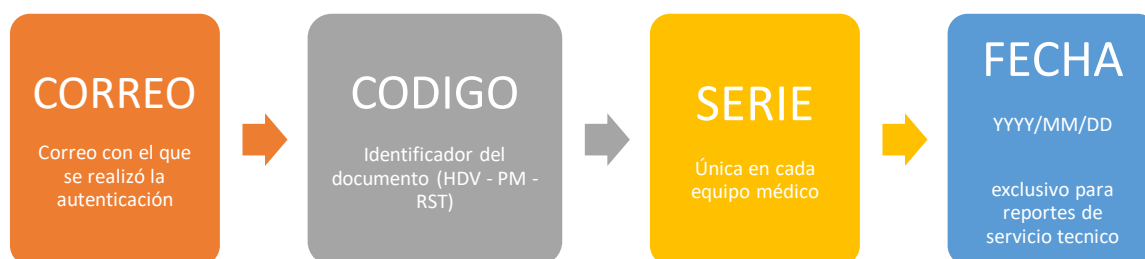 CORREO
Correo con el que
se realizó la
autenticación
CODIGO
Identificador del
documento (HDV - PM -
RST)
SERIE
Única en cada
equipo médico
FECHA
YYYY/MM/DD
exclusivo para
reportes de
servicio tecnico